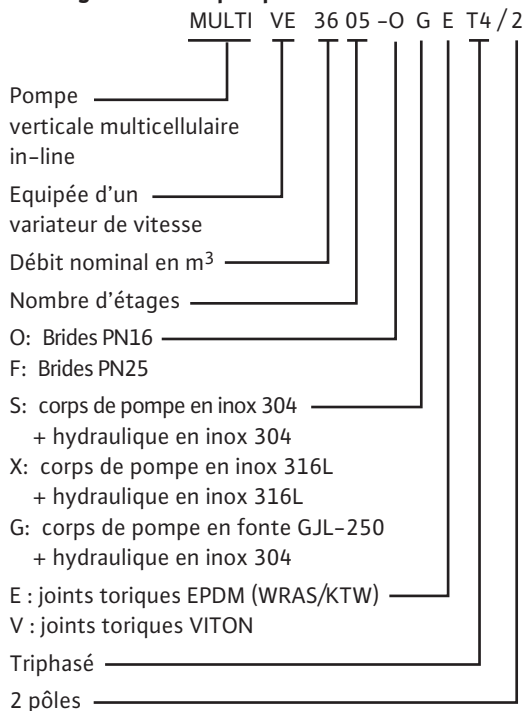 MULTI VE 36 05 -O G E T4 / 2
Pompe
verticale multicellulaire
in-line
Equipée d'un
variateur de vitesse
Débit nominal en m³
Nombre d'étages
O: Brides PN16
F: Brides PN25
S: corps de pompe en inox 304
+ hydraulique en inox 304
X: corps de pompe en inox 316L
+ hydraulique en inox 316L
G: corps de pompe en fonte GJL-250
+ hydraulique en inox 304
E : joints toriques EPDM (WRAS/KTW)
V : joints toriques VITON
Triphasé
2 pôles